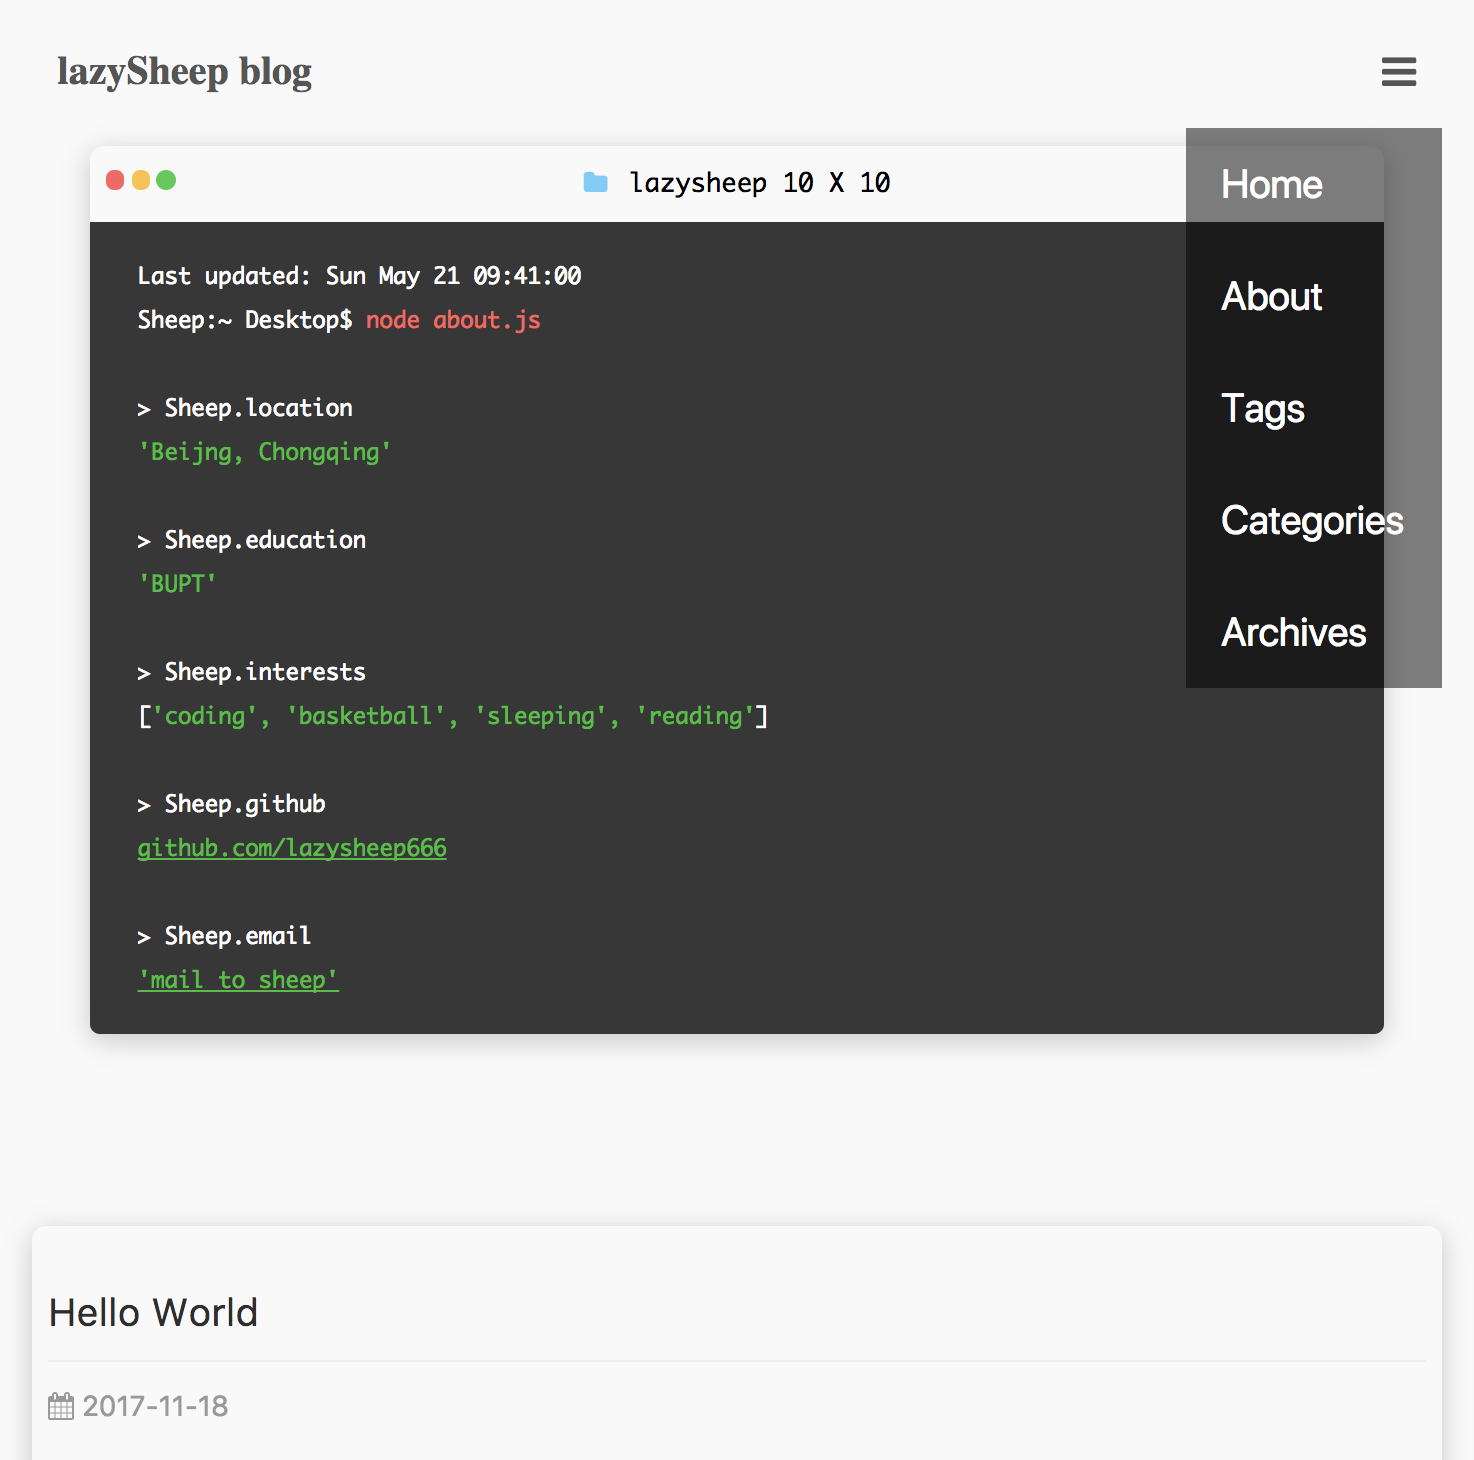 lazySheep blog
lazysheep 10 X 10
Home
About
Tags
Categories
Archives
Last updated: Sun May 21 09:41:00
Sheep:~ Desktop$ node about.js
> Sheep.location
'Beijng, Chongqing'
> Sheep.education
'BUPT'
> Sheep.interests
['coding', 'basketball', 'sleeping', 'reading']
> Sheep.github
github.com/lazysheep666
> Sheep.email
'mail to sheep'
Hello World
2017-11-18